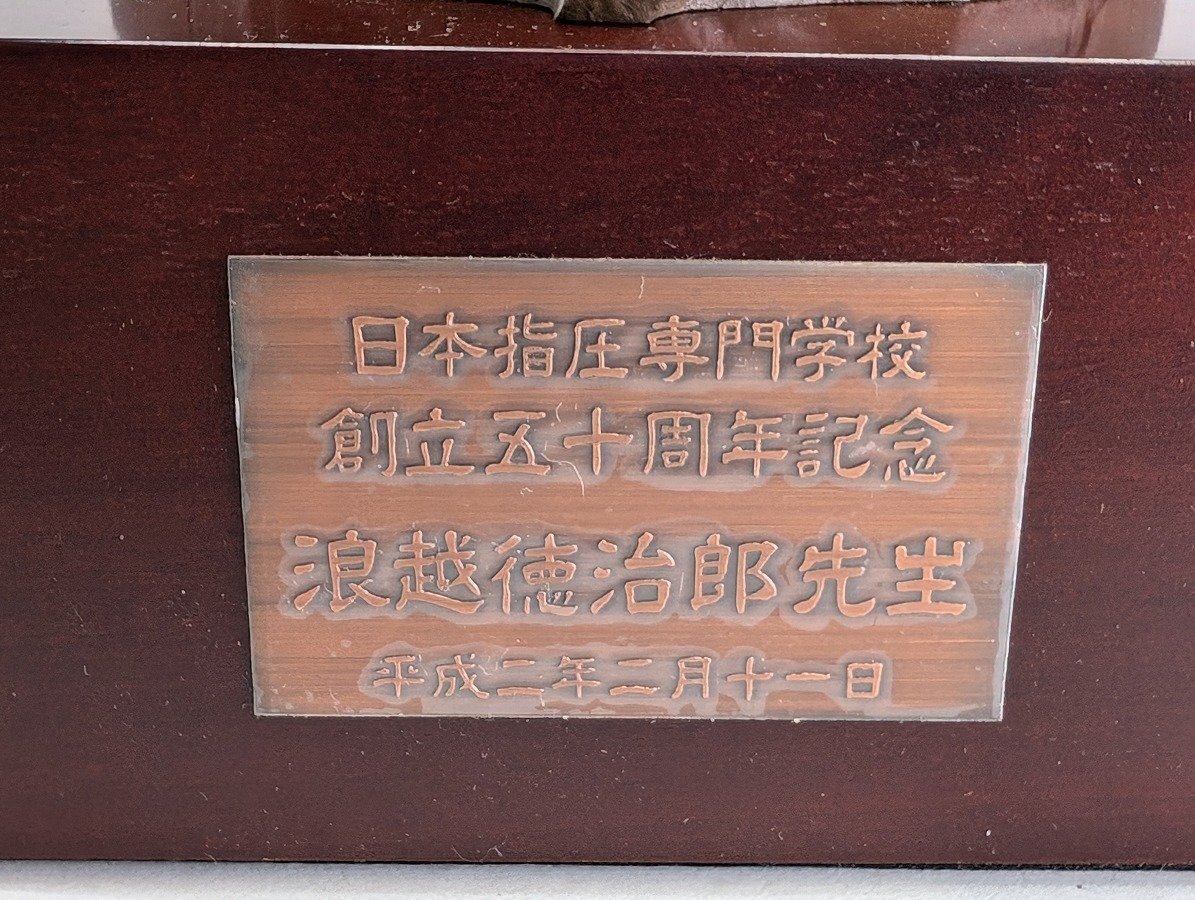 日本指圧専門学校
創立五十周年記念
浪越徳治郎先生
平成二年二月十一日